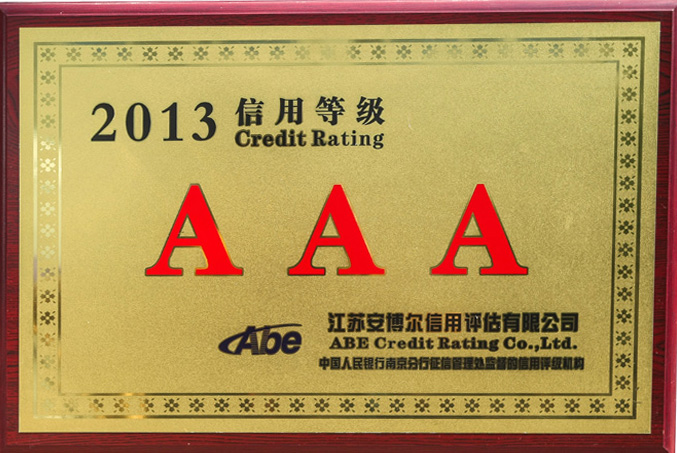 2013 信用等级
Credit Rating
A A A
Abe
江苏安博尔信用评估有限公司
ABE Credit Rating Co.,Ltd.
中国人民银行南京分行征信管理处监督的信用评级机构